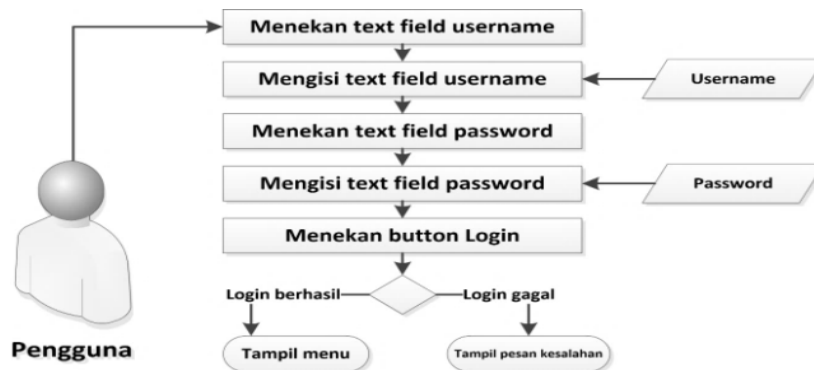 Menekan text field username
Mengisi text field username
Username
Menekan text field password
Mengisi text field password
Password
Menekan button Login
Login berhasil
Login gagal
Pengguna
Tampil menu
Tampil pesan kesalahan